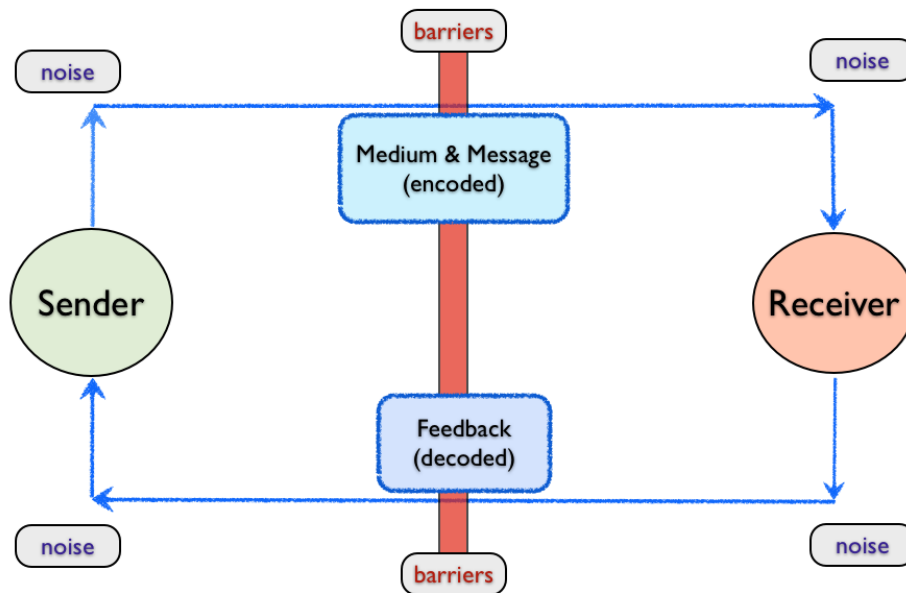 barriers
noise
noise
Medium & Message
(encoded)
Sender
Receiver
Feedback
(decoded)
noise
noise
barriers